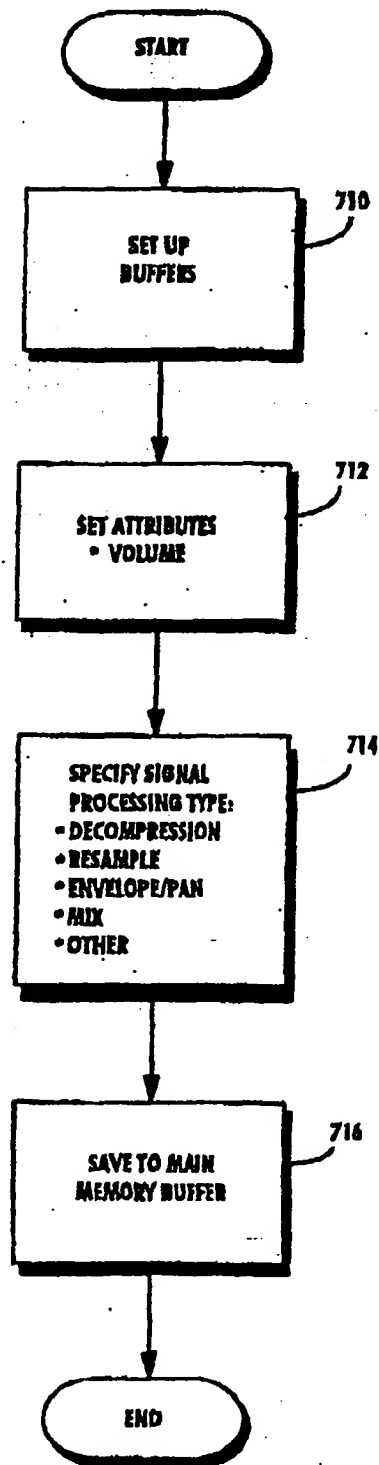 START
710
SET UP
BUFFERS
712
SET ATTRIBUTES
• VOLUME
714
SPECIFY SIGNAL
PROCESSING TYPE:
• DECOMPRESSION
• RESAMPLE
• ENVELOPE/PAN
• MIX
• OTHER
716
SAVE TO MAIN
MEMORY BUFFER
END